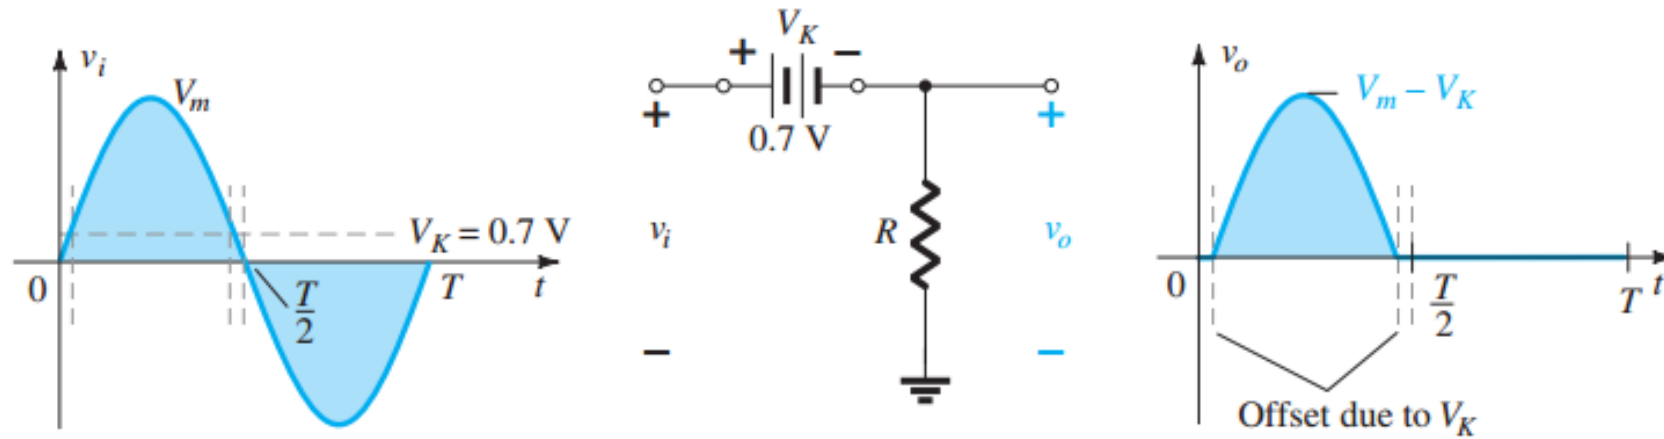 v_i
V_m
V_K = 0.7 V
0
T/2
T
t
V_K
+
−
+
+
0.7 V
v_i
R
v_o
−
−
v_o
V_m − V_K
0
T/2
T
t
Offset due to V_K